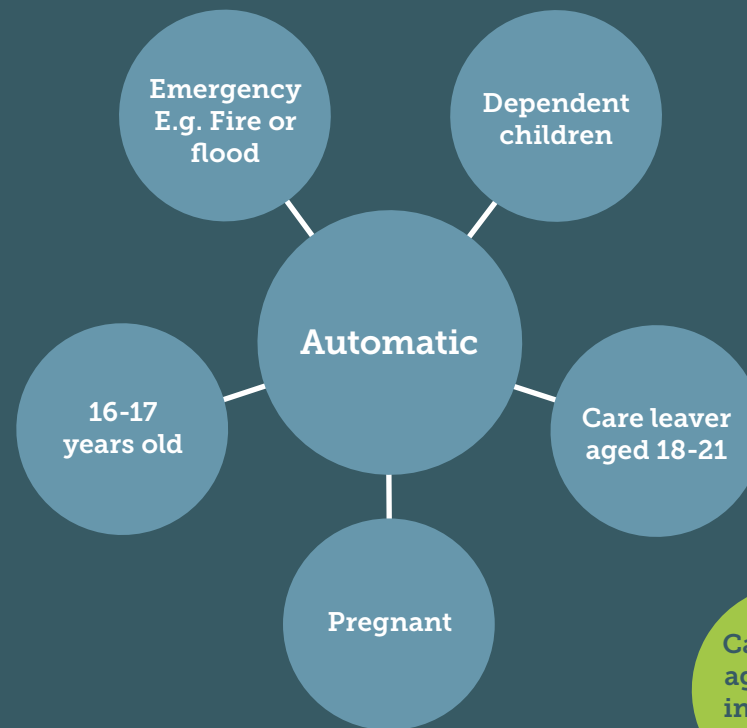 Emergency
E.g. Fire or
flood
Dependent
children
Automatic
16-17
years old
Care leaver
aged 18-21
Pregnant